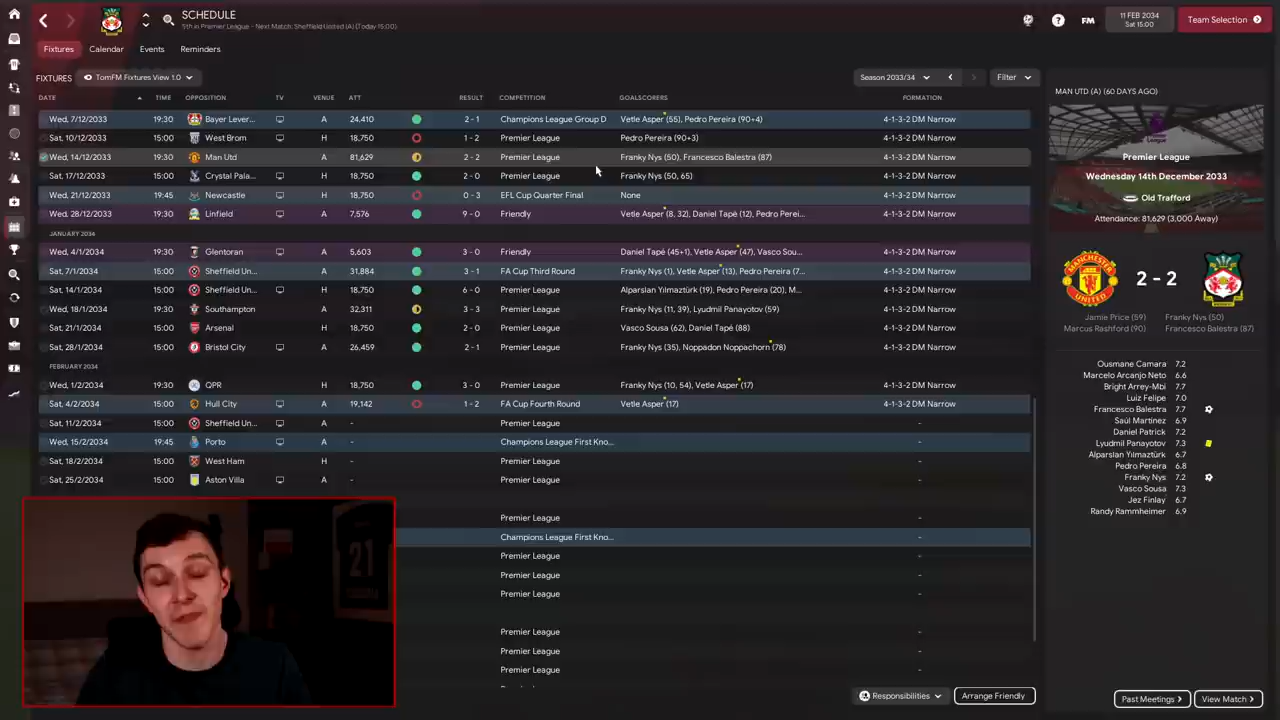 SCHEDULE
5th in Premier League - Next Match: Sheffield United (A) (Today 15:00)
11 FEB 2034
Sat 15:00
FM
Team Selection
Fixtures Calendar Events Reminders
FIXTURES TomFM Fixtures View 1.0 Season 2033/34 Filter
DATE TIME OPPOSITION TV VENUE ATT RESULT COMPETITION GOALSCORERS FORMATION
Wed, 7/12/2033 19:30 Bayer Lever... A 24,410 2 - 1 Champions League Group D Vetle Asper (55), Pedro Pereira (90+4) 4-1-3-2 DM Narrow
Sat, 10/12/2033 15:00 West Brom H 18,750 1 - 2 Premier League Pedro Pereira (90+3) 4-1-3-2 DM Narrow
Wed, 14/12/2033 19:30 Man Utd A 81,629 2 - 2 Premier League Franky Nys (50), Francesco Balestra (87) 4-1-3-2 DM Narrow
Sat, 17/12/2033 15:00 Crystal Pala... H 18,750 2 - 0 Premier League Franky Nys (50, 65) 4-1-3-2 DM Narrow
Wed, 21/12/2033 19:45 Newcastle H 18,750 0 - 3 EFL Cup Quarter Final None 4-1-3-2 DM Narrow
Wed, 28/12/2033 19:30 Linfield A 7,576 9 - 0 Friendly Vetle Asper (8, 32), Daniel Tapè (12), Pedro Perei... 4-1-3-2 DM Narrow
JANUARY 2034
Wed, 4/1/2034 19:30 Glentoran A 5,603 3 - 0 Friendly Daniel Tapé (45+1), Vetle Asper (47), Vasco Sou... 4-1-3-2 DM Narrow
Sat, 7/1/2034 15:00 Sheffield Un... A 31,884 3 - 1 FA Cup Third Round Franky Nys (1), Vetle Asper (13), Pedro Pereira (7... 4-1-3-2 DM Narrow
Sat, 14/1/2034 15:00 Sheffield Un... H 18,750 6 - 0 Premier League Alparslan Yılmaztürk (19), Pedro Pereira (20), M... 4-1-3-2 DM Narrow
Wed, 18/1/2034 19:30 Southampton A 32,311 3 - 3 Premier League Franky Nys (11, 39), Lyudmil Panayotov (59) 4-1-3-2 DM Narrow
Sat, 21/1/2034 15:00 Arsenal H 18,750 2 - 0 Premier League Vasco Sousa (62), Daniel Tapé (88) 4-1-3-2 DM Narrow
Sat, 28/1/2034 15:00 Bristol City A 26,459 2 - 1 Premier League Franky Nys (35), Noppadon Noppachorn (78) 4-1-3-2 DM Narrow
FEBRUARY 2034
Wed, 1/2/2034 19:30 QPR H 18,750 3 - 0 Premier League Franky Nys (10, 54), Vetle Asper (17) 4-1-3-2 DM Narrow
Sat, 4/2/2034 15:00 Hull City A 19,142 1 - 2 FA Cup Fourth Round Vetle Asper (17) 4-1-3-2 DM Narrow
Sat, 11/2/2034 15:00 Sheffield Un... A - Premier League -
Wed, 15/2/2034 19:45 Porto A - Champions League First Kno... -
Sat, 18/2/2034 15:00 West Ham H - Premier League -
Sat, 25/2/2034 15:00 Aston Villa A - Premier League -
Premier League -
Champions League First Kno... -
Premier League -
Premier League -
Premier League -
Premier League -
Premier League -
Premier League -
21
Responsibilities Arrange Friendly
MAN UTD (A) (60 DAYS AGO)
Premier League
Wednesday 14th December 2033
Old Trafford
Attendance: 81,629 (3,000 Away)
MANCHESTER UNITED
2 - 2
Jamie Price (59) Franky Nys (50)
Marcus Rashford (90) Francesco Balestra (87)
Ousmane Camara 7.2
Marcelo Arcanjo Neto 6.6
Bright Arrey-Mbi 7.7
Luiz Felipe 7.0
Francesco Balestra 7.7
Saúl Martínez 6.9
Daniel Patrick 7.2
Lyudmil Panayotov 7.3
Alparslan Yılmaztürk 6.7
Pedro Pereira 6.8
Franky Nys 7.2
Vasco Sousa 7.3
Jez Finlay 6.7
Randy Rammheimer 6.9
Past Meetings View Match